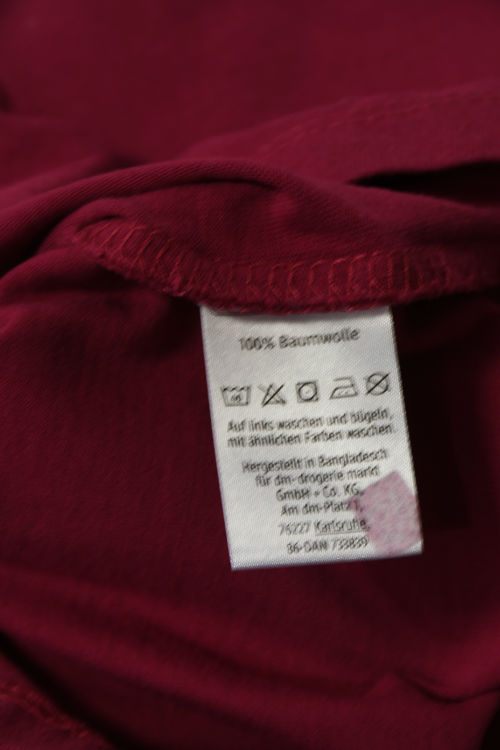 100% Baumwolle
Auf links waschen und bügeln,
mit ähnlichen Farben waschen.
Hergestellt in Bangladesch
für dm-drogerie markt
GmbH + Co. KG,
Am dm-Platz 1,
76227 Karlsruhe,